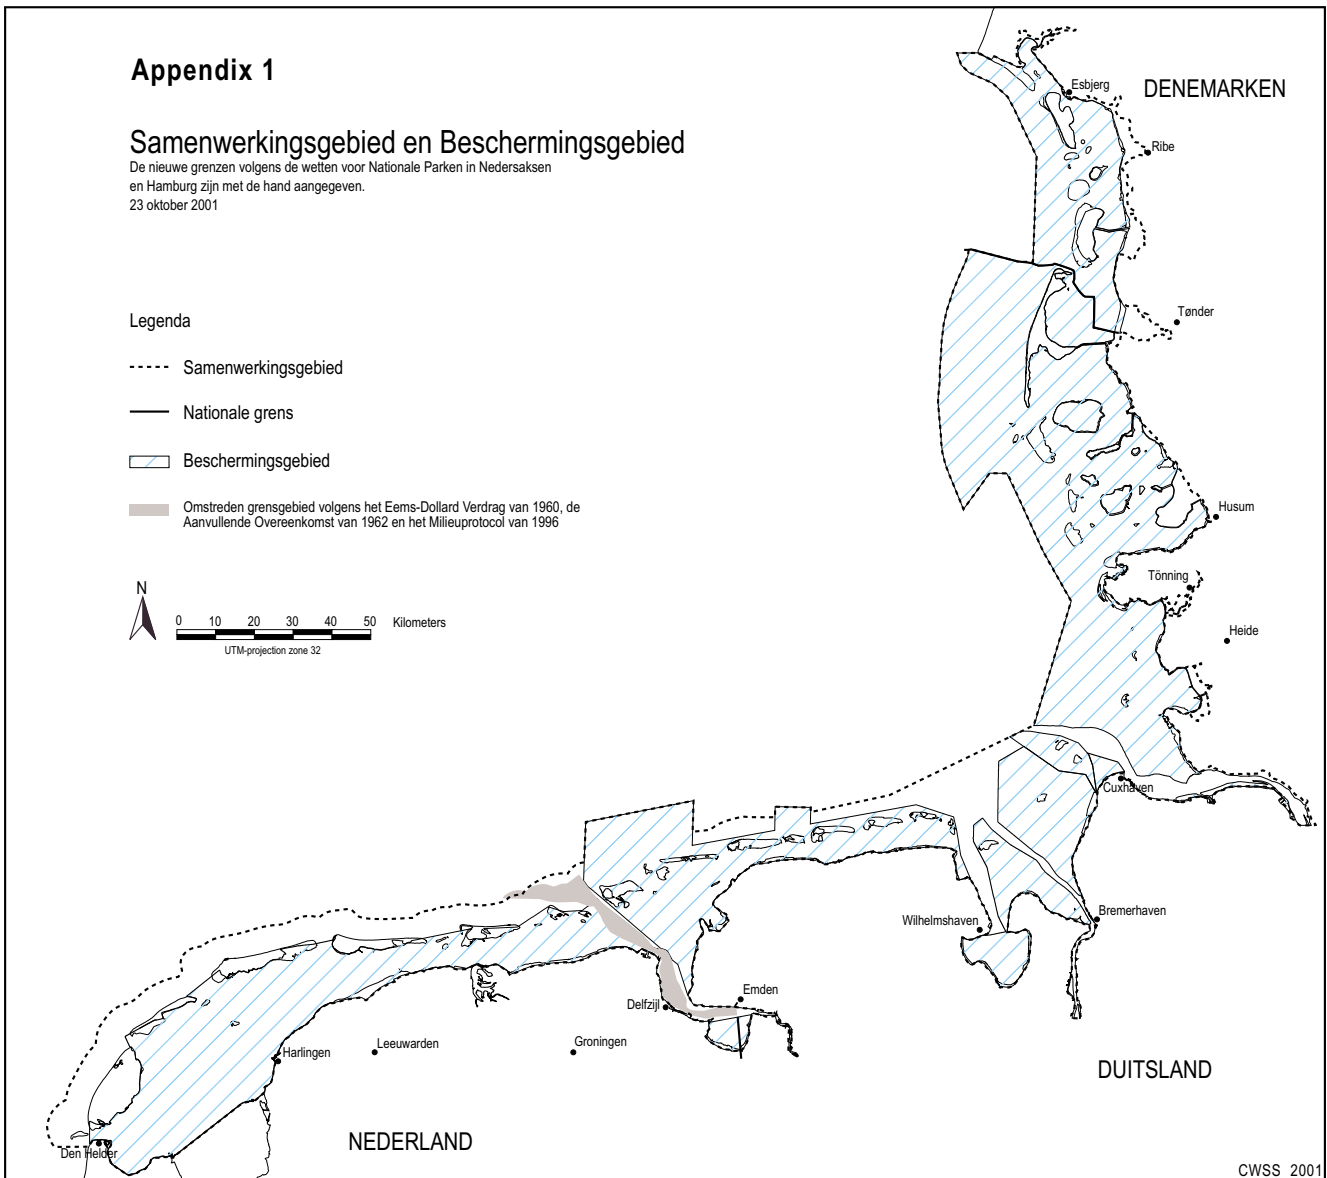 Appendix 1
Samenwerkingsgebied en Beschermingsgebied
De nieuwe grenzen volgens de wetten voor Nationale Parken in Nedersaksen
en Hamburg zijn met de hand aangegeven.
23 oktober 2001
Legenda
Samenwerkingsgebied
Nationale grens
Beschermingsgebied
Omstreden grensgebied volgens het Eems-Dollard Verdrag van 1960, de
Aanvullende Overeenkomst van 1962 en het Milieuprotocol van 1996
N
0 10 20 30 40 50 Kilometers
UTM-projection zone 32
DENEMARKEN
Esbjerg
Ribe
Tønder
Husum
Tönning
Heide
Cuxhaven
Bremerhaven
Wilhelmshaven
Emden
Delfzijl
Groningen
Leeuwarden
Harlingen
Den Helder
DUITSLAND
NEDERLAND
CWSS 2001